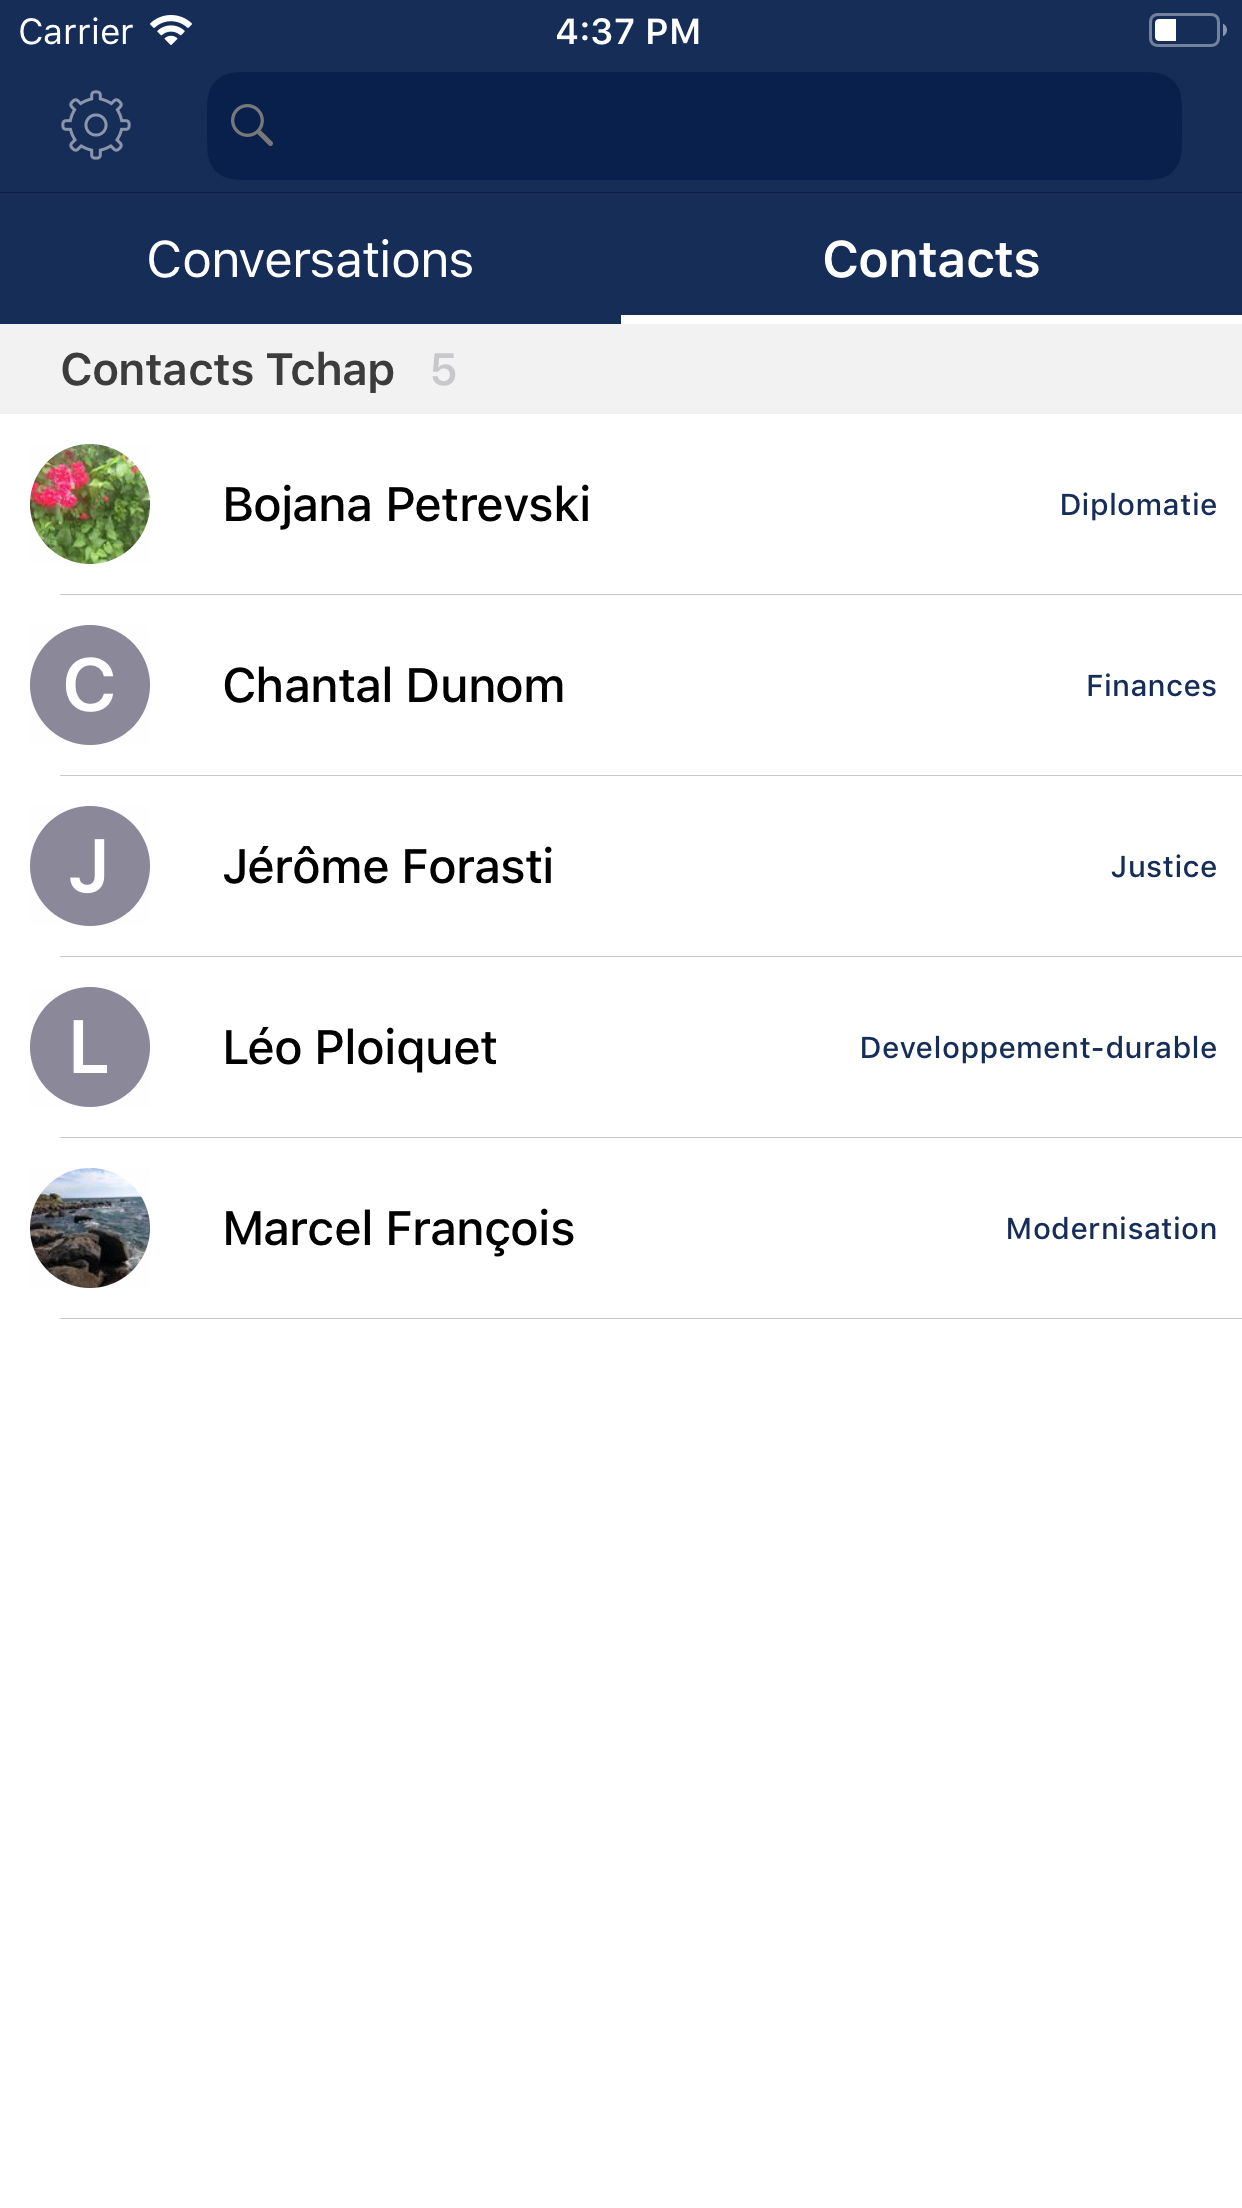 Carrier 4:37 PM
Conversations Contacts
Contacts Tchap 5
Bojana Petrevski Diplomatie
C Chantal Dunom Finances
J Jérôme Forasti Justice
L Léo Ploiquet Developpement-durable
Marcel François Modernisation